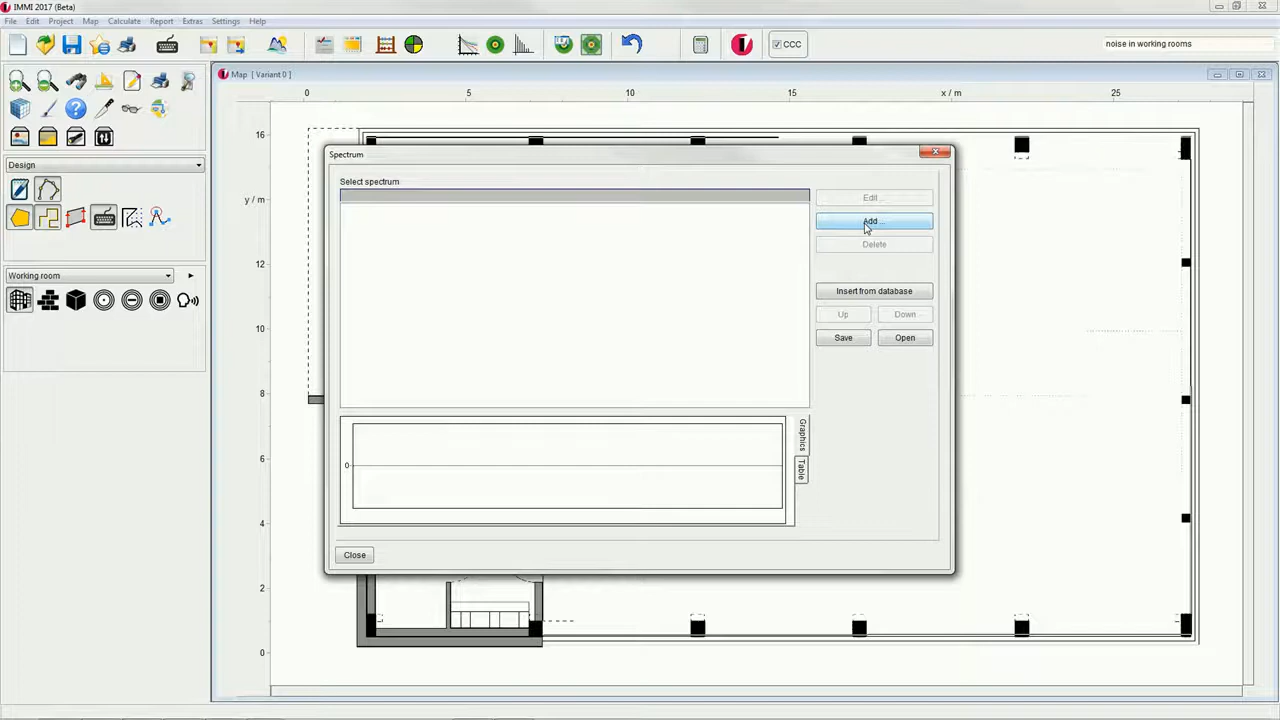 IMMI 2017 (Beta)
File Edit Project Map Calculate Report Extras Settings Help
CCC
noise in working rooms
Map [ Variant 0 ]
0 5 10 15 x / m 25
16
y / m
12
10
8
6
4
2
0
Design
Working room
Spectrum
Select spectrum
Edit ...
Add ...
Delete
Insert from database
Up Down
Save Open
Graphics
Table
0
Close